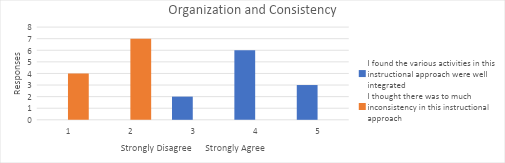 Organization and Consistency
8
7
6
5
4
3
2
1
0
Responses
1 2 3 4 5
Strongly Disagree Strongly Agree
I found the various activities in this
instructional approach were well
integrated
I thought there was to much
inconsistency in this instructional
approach